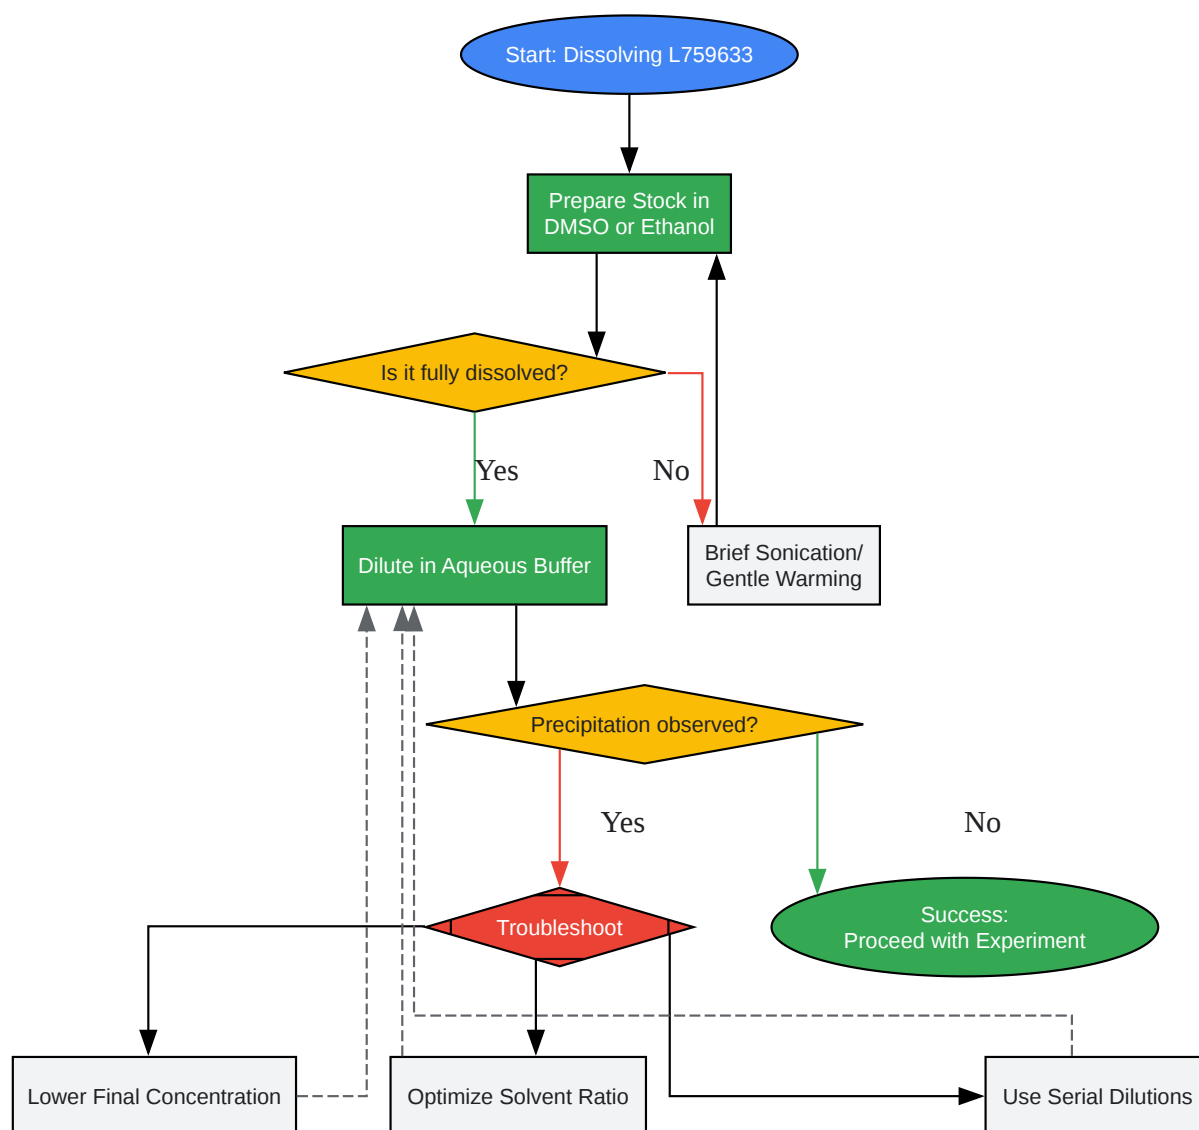 Start: Dissolving L759633
Prepare Stock in
DMSO or Ethanol
Is it fully dissolved?
Yes
No
Dilute in Aqueous Buffer
Brief Sonication/
Gentle Warming
Precipitation observed?
Yes
No
Troubleshoot
Success:
Proceed with Experiment
Lower Final Concentration
Optimize Solvent Ratio
Use Serial Dilutions